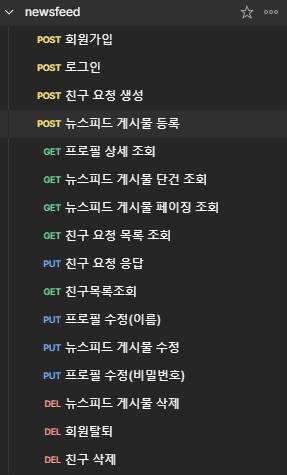 newsfeed
POST 회원가입
POST 로그인
POST 친구 요청 생성
POST 뉴스피드 게시물 등록
GET 프로필 상세 조회
GET 뉴스피드 게시물 단건 조회
GET 뉴스피드 게시물 페이징 조회
GET 친구 요청 목록 조회
PUT 친구 요청 응답
GET 친구목록조회
PUT 프로필 수정(이름)
PUT 뉴스피드 게시물 수정
PUT 프로필 수정(비밀번호)
DEL 뉴스피드 게시물 삭제
DEL 회원탈퇴
DEL 친구 삭제